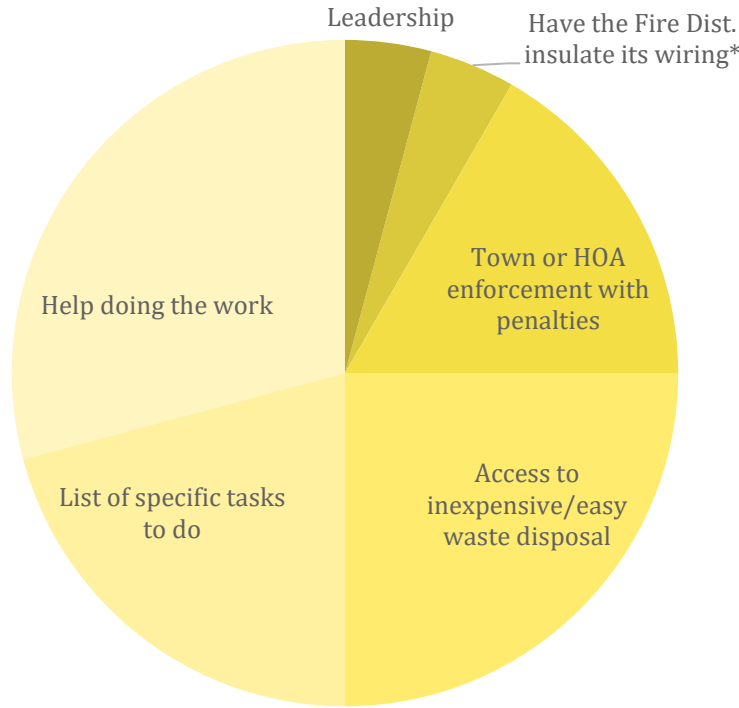 Leadership
Have the Fire Dist.
insulate its wiring*
Town or HOA
enforcement with
penalties
Help doing the work
Access to
inexpensive/easy
waste disposal
List of specific tasks
to do